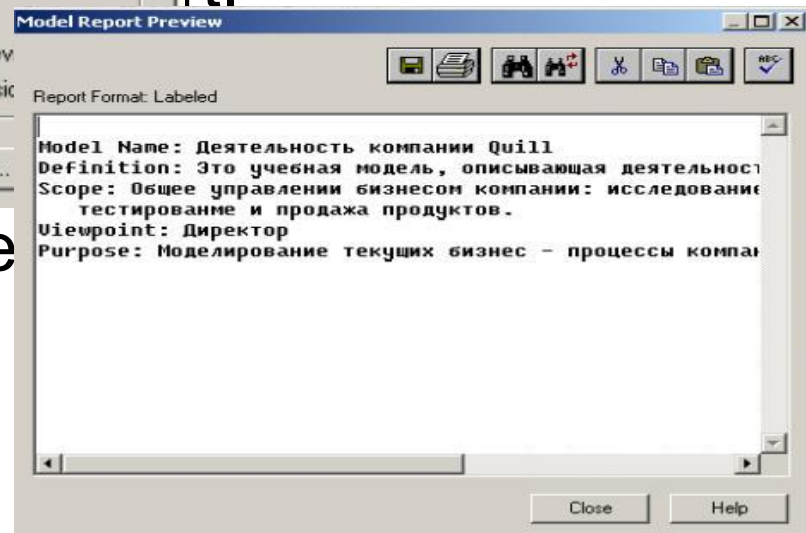 Model Report Preview
ABC
Report Format: Labeled
Model Name: Деятельность компании Quill
Definition: Это учебная модель, описывающая деятельност
Scope: Общее управлении бизнесом компании: исследование
тестированме и продажа продуктов.
Viewpoint: Директор
Purpose: Моделирование текущих бизнес - процессы компан
Close
Help